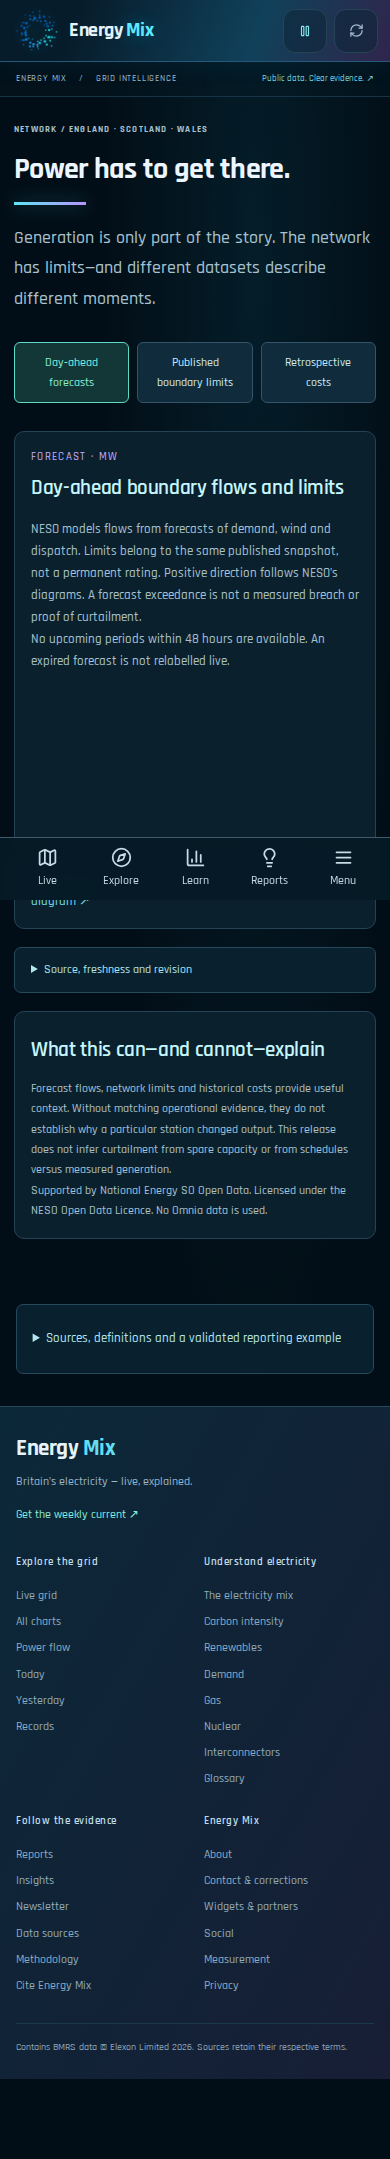 Energy Mix
ENERGY MIX / GRID INTELLIGENCE Public data. Clear evidence. ↗
NETWORK / ENGLAND · SCOTLAND · WALES
Power has to get there.
Generation is only part of the story. The network
has limits—and different datasets describe
different moments.
Day-ahead
forecasts
Published
boundary limits
Retrospective
costs
FORECAST · MW
Day-ahead boundary flows and limits
NESO models flows from forecasts of demand, wind and
dispatch. Limits belong to the same published snapshot,
not a permanent rating. Positive direction follows NESO's
diagrams. A forecast exceedance is not a measured breach or
proof of curtailment.
No upcoming periods within 48 hours are available. An
expired forecast is not relabelled live.
Live
Explore
Learn
Reports
Menu
diagram ↗
▶ Source, freshness and revision
What this can—and cannot—explain
Forecast flows, network limits and historical costs provide useful
context. Without matching operational evidence, they do not
establish why a particular station changed output. This release
does not infer curtailment from spare capacity or from schedules
versus measured generation.
Supported by National Energy SO Open Data. Licensed under the
NESO Open Data Licence. No Omnia data is used.
▶ Sources, definitions and a validated reporting example
Energy Mix
Britain's electricity — live, explained.
Get the weekly current ↗
Explore the grid
Live grid
All charts
Power flow
Today
Yesterday
Records
Understand electricity
The electricity mix
Carbon intensity
Renewables
Demand
Gas
Nuclear
Interconnectors
Glossary
Follow the evidence
Reports
Insights
Newsletter
Data sources
Methodology
Cite Energy Mix
Energy Mix
About
Contact & corrections
Widgets & partners
Social
Measurement
Privacy
Contains BMRS data © Elexon Limited 2026. Sources retain their respective terms.